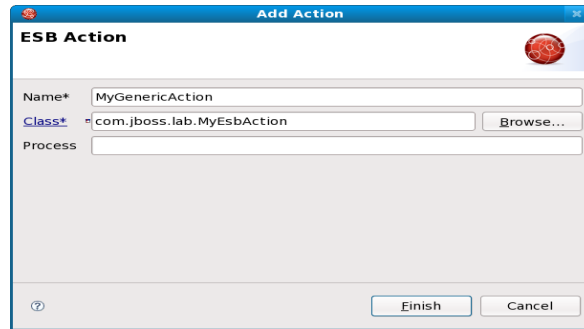 Add Action
ESB Action
Name* MyGenericAction
Class* com.jboss.lab.MyEsbAction Browse...
Process
? Finish Cancel